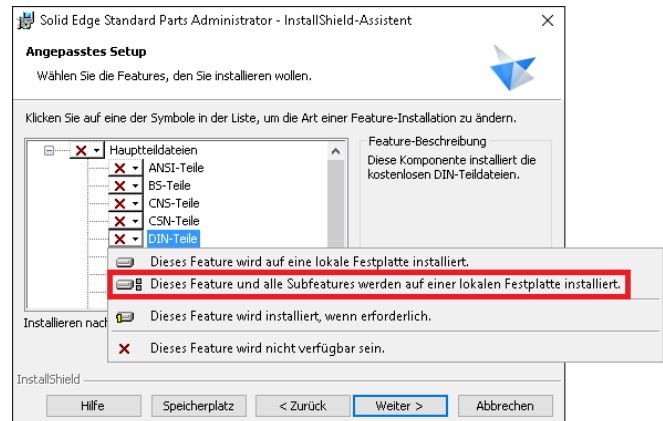 Solid Edge Standard Parts Administrator - InstallShield-Assistent
Angepasstes Setup
Wählen Sie die Features, den Sie installieren wollen.
Klicken Sie auf eine der Symbole in der Liste, um die Art einer Feature-Installation zu ändern.
Hauptteildateien
ANSI-Teile
BS-Teile
CNS-Teile
CSN-Teile
DIN-Teile
Feature-Beschreibung
Diese Komponente installiert die
kostenlosen DIN-Teildateien.
Dieses Feature wird auf eine lokale Festplatte installiert.
Dieses Feature und alle Subfeatures werden auf einer lokalen Festplatte installiert.
Dieses Feature wird installiert, wenn erforderlich.
Dieses Feature wird nicht verfügbar sein.
Installieren nach
InstallShield
Hilfe
Speicherplatz
< Zurück
Weiter >
Abbrechen